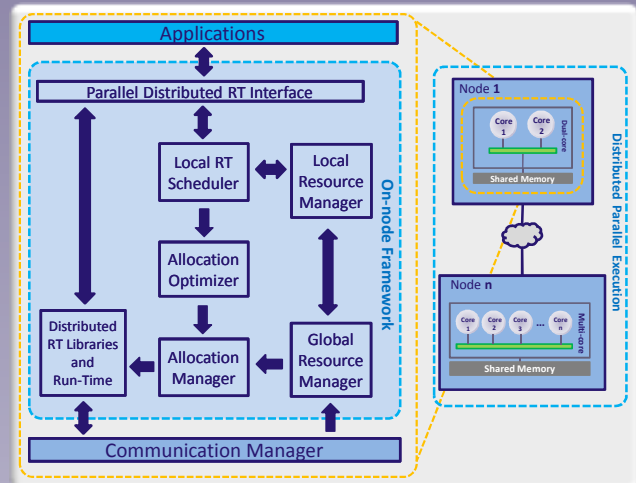 Applications
Parallel Distributed RT Interface
Local RT
Scheduler
Local
Resource
Manager
Allocation
Optimizer
Distributed
RT Libraries
and
Run-Time
Allocation
Manager
Global
Resource
Manager
On-node Framework
Communication Manager
Node 1
Core
1
Core
2
Dual-core
Shared Memory
Node n
Core
1
Core
2
Core
3
...
Core
n
Multi-core
Shared Memory
Distributed Parallel Execution